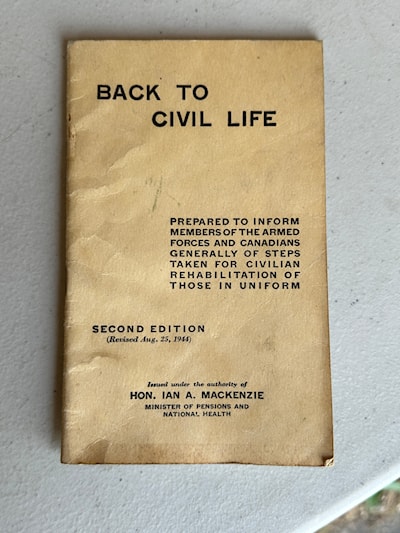 BACK TO
CIVIL LIFE
PREPARED TO INFORM
MEMBERS OF THE ARMED
FORCES AND CANADIANS
GENERALLY OF STEPS
TAKEN FOR CIVILIAN
REHABILITATION OF
THOSE IN UNIFORM
SECOND EDITION
(Revised Aug. 25, 1944)
Issued under the authority of
HON. IAN A. MACKENZIE
MINISTER OF PENSIONS AND
NATIONAL HEALTH